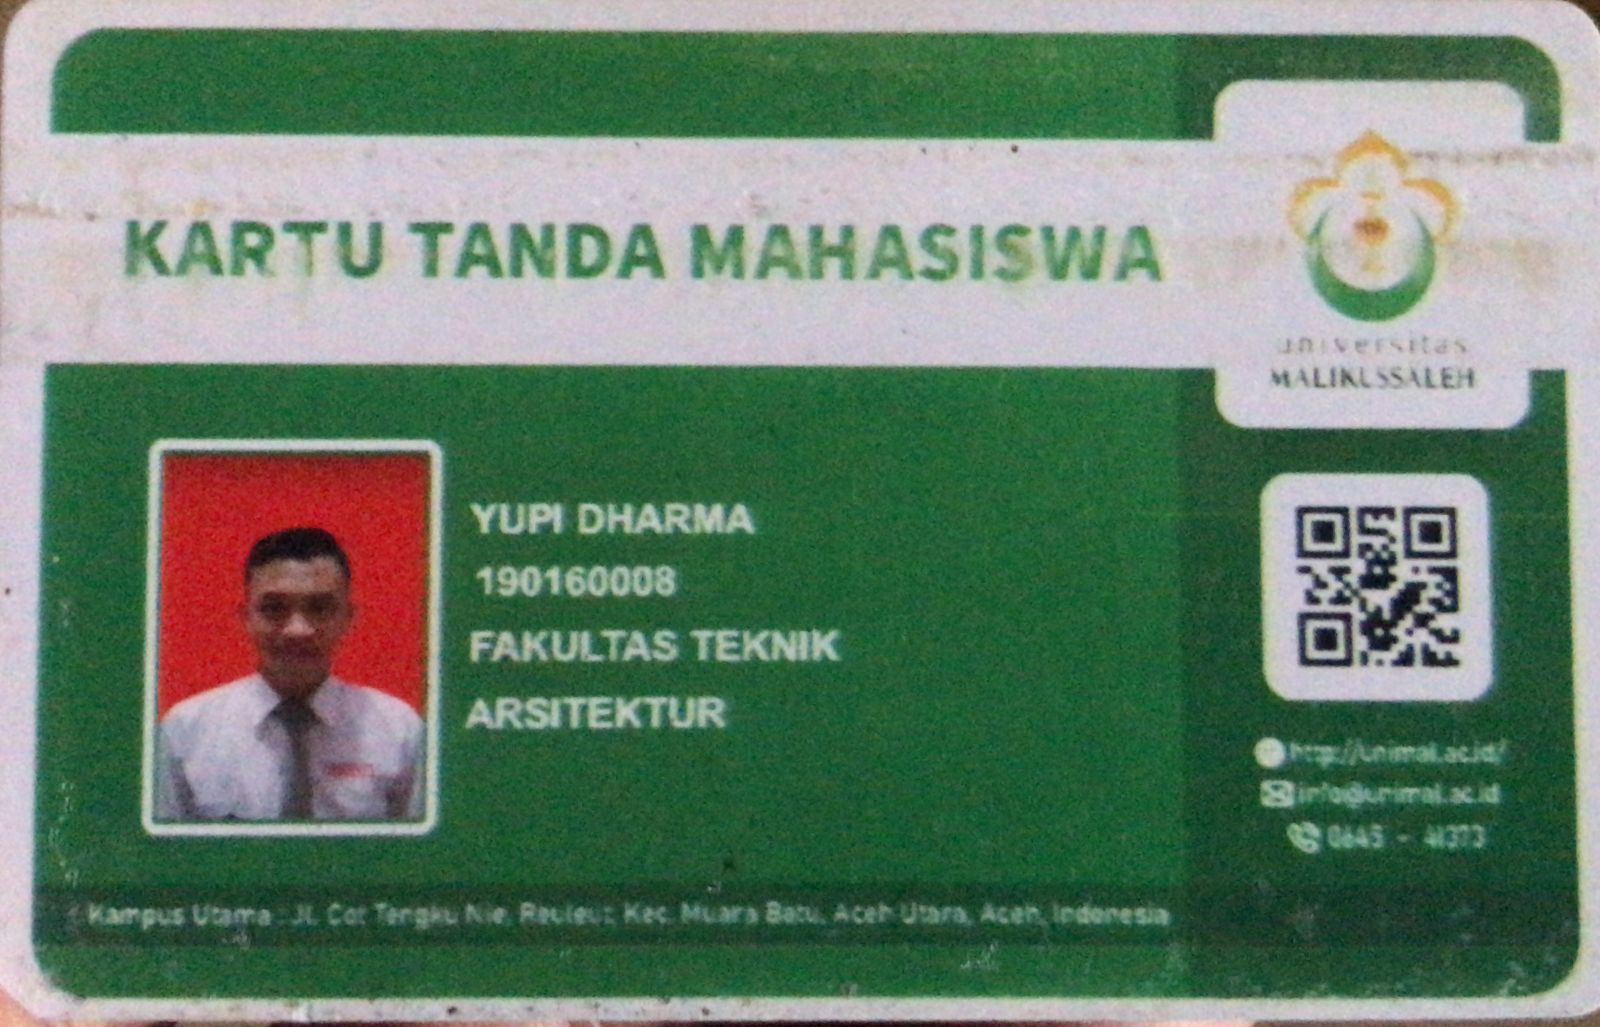 KARTU TANDA MAHASISWA
universitas
MALIKUSSALEH
YUPI DHARMA
190160008
FAKULTAS TEKNIK
ARSITEKTUR
http://unimal.ac.id/
info@unimal.ac.id
0645 - 41373
Kampus Utama : Jl. Cot Tengku Nie, Reuleut, Kec. Muara Batu, Aceh Utara, Aceh, Indonesia